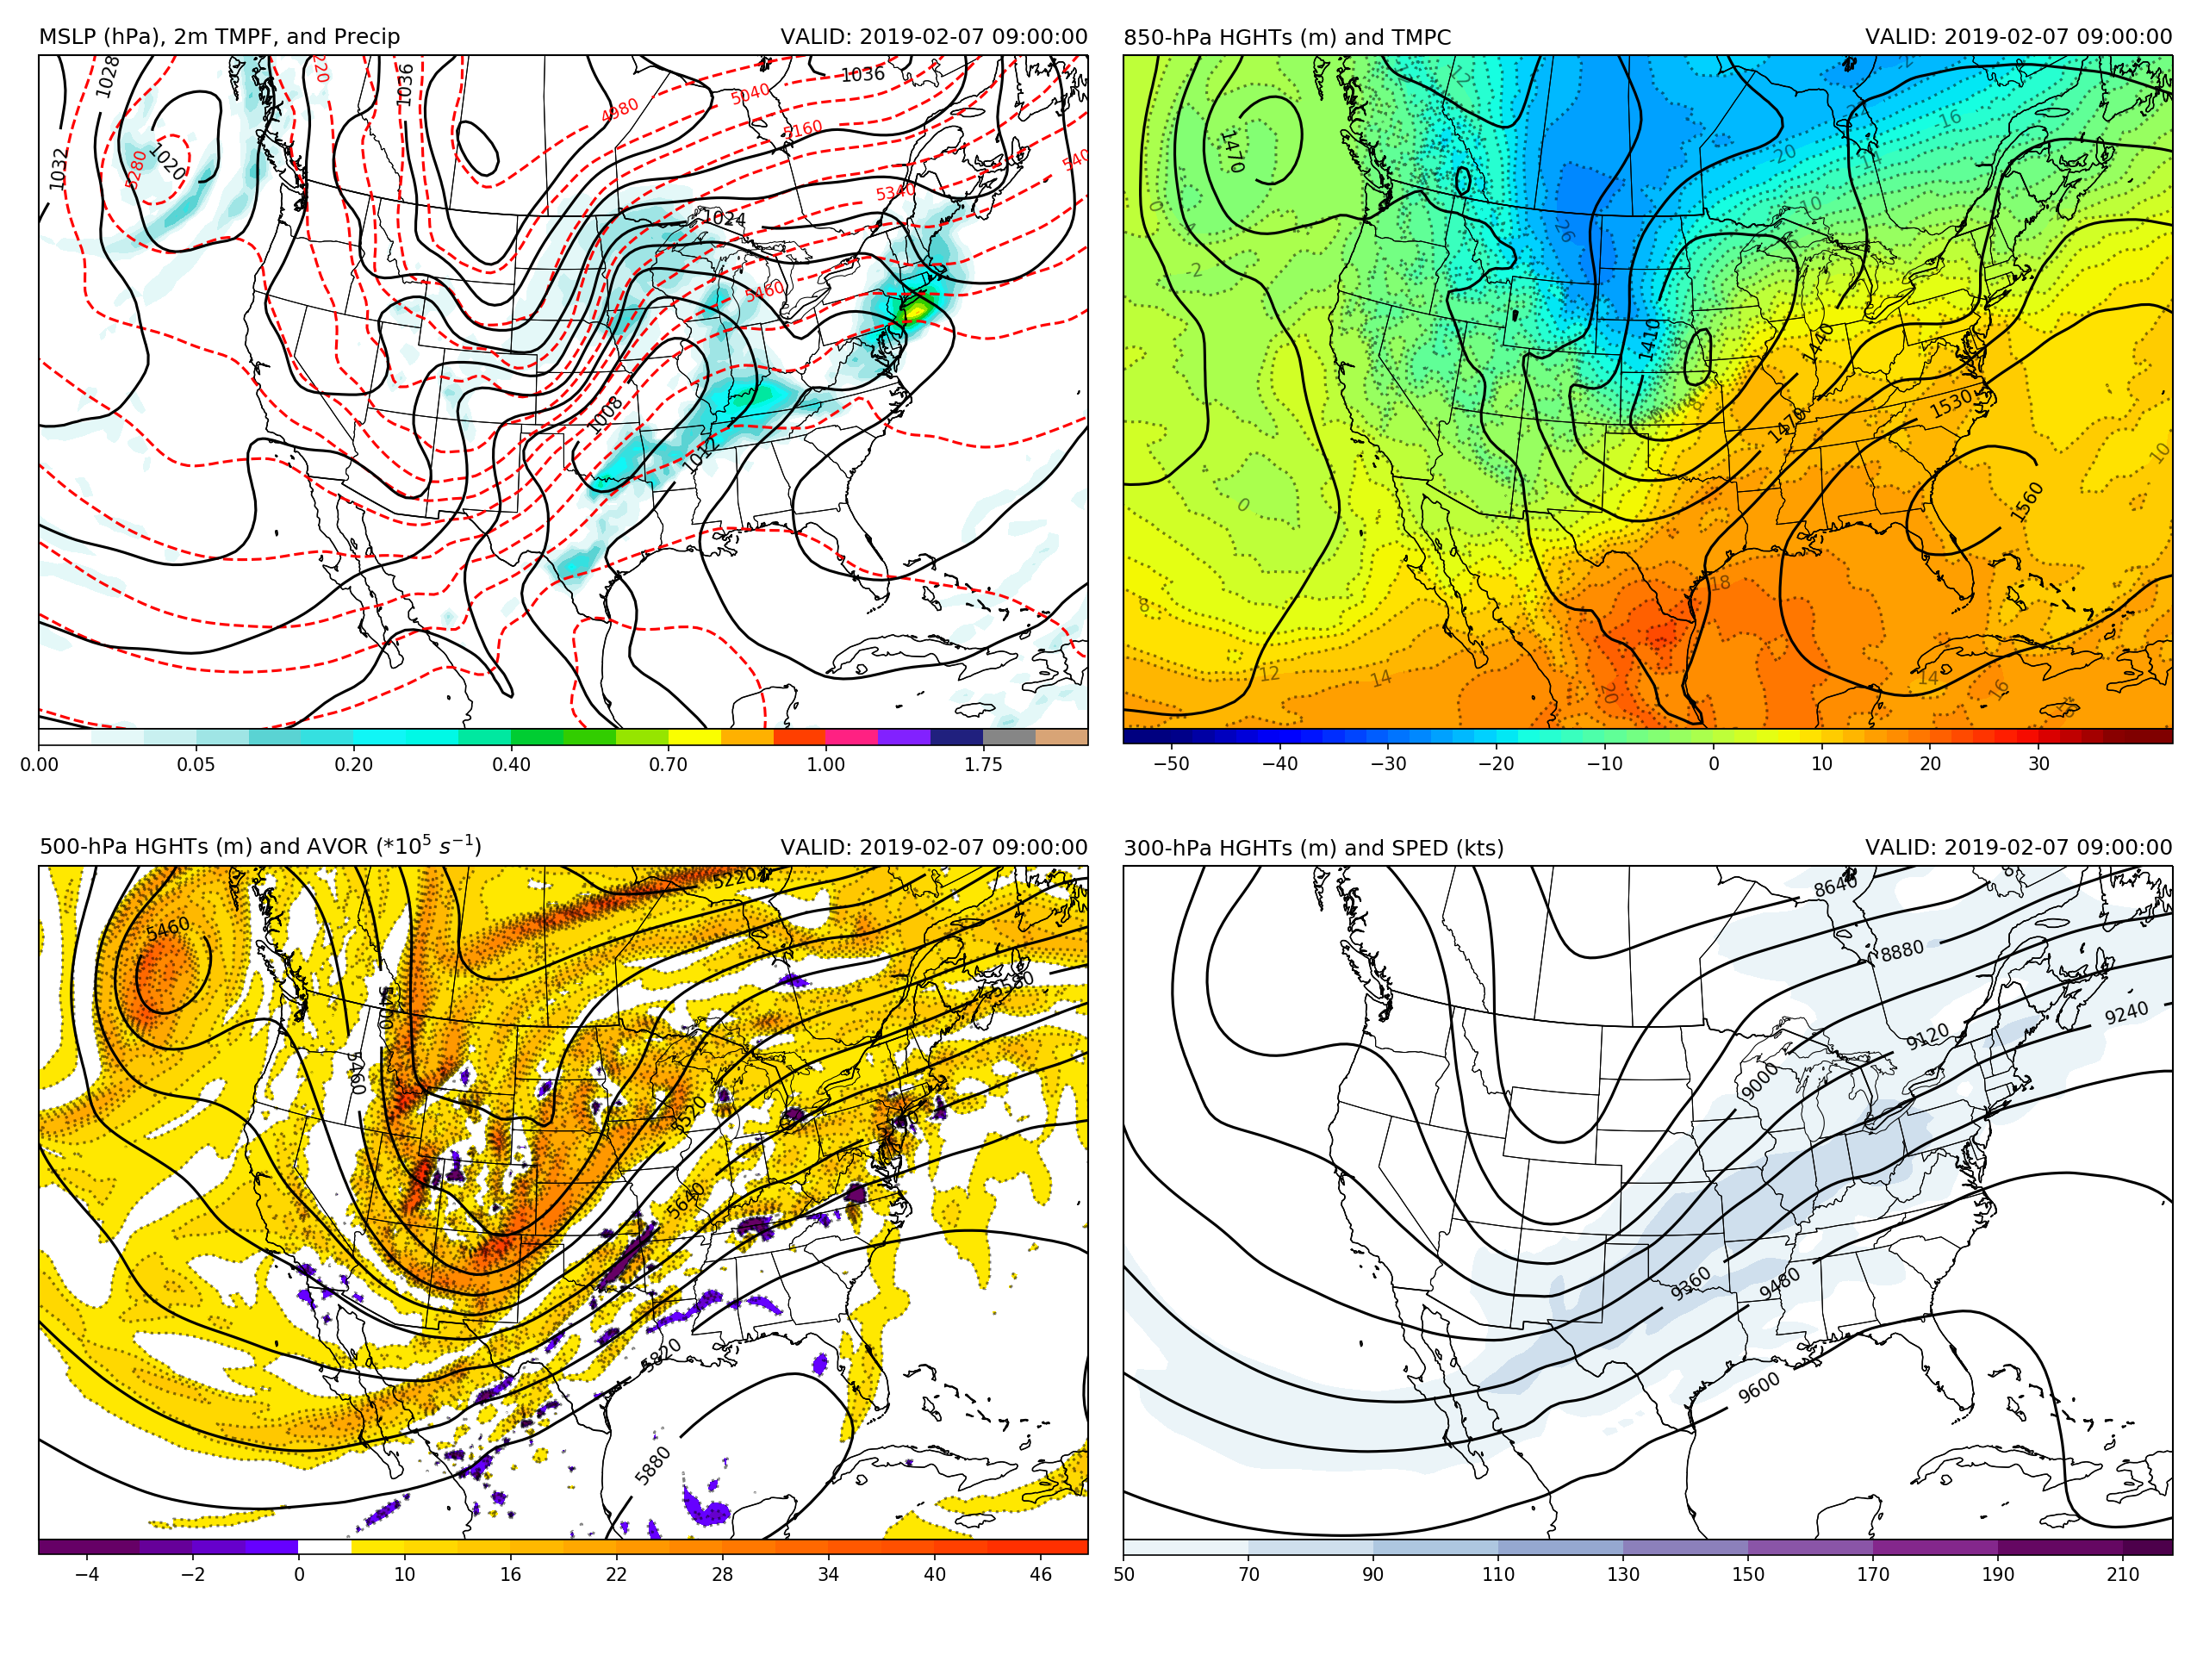 MSLP (hPa), 2m TMPF, and Precip VALID: 2019-02-07 09:00:00
1028 220 1036 1036
4980 5040
5160
1032 5280 1020 5340
1024
5460
1008
1012
0.00 0.05 0.20 0.40 0.70 1.00 1.75
850-hPa HGHTs (m) and TMPC VALID: 2019-02-07 09:00:00
12
1470 20 -16
0 26 10
-2 2
1410 8 1440
1470 1530
0 1560 10
8 18
12 14 20 14 16
−50 −40 −30 −20 −10 0 10 20 30
500-hPa HGHTs (m) and AVOR (*10⁵ s⁻¹) VALID: 2019-02-07 09:00:00
5220
5460
5400
5460 5520
5640
5820
5880
−4 −2 0 10 16 22 28 34 40 46
300-hPa HGHTs (m) and SPED (kts) VALID: 2019-02-07 09:00:00
8640
8880
9240
9120
9000
9360 9480
9600
50 70 90 110 130 150 170 190 210